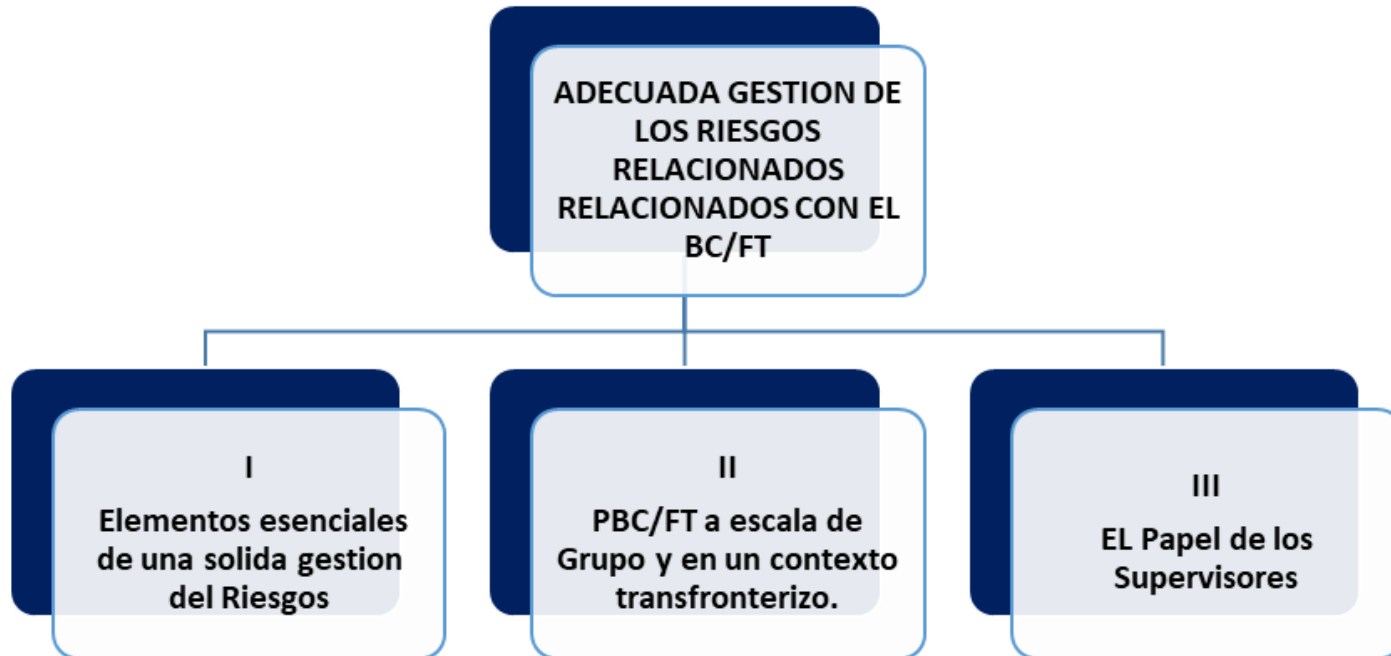 ADECUADA GESTION DE
LOS RIESGOS
RELACIONADOS
RELACIONADOS CON EL
BC/FT
I
Elementos esenciales
de una solida gestion
del Riesgos
II
PBC/FT a escala de
Grupo y en un contexto
transfronterizo.
III
EL Papel de los
Supervisores